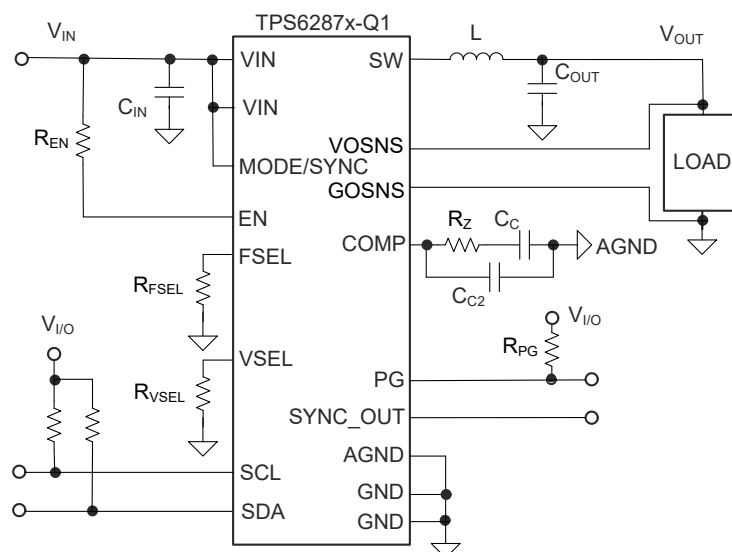 TPS6287x-Q1
VIN
VIN
SW
L
VOUT
CIN
VIN
COUT
REN
VOSNS
LOAD
MODE/SYNC
GOSNS
EN
RZ
CC
COMP
AGND
FSEL
RFSEL
CC2
VI/O
VI/O
RPG
VSEL
RVSEL
PG
SYNC_OUT
AGND
SCL
GND
SDA
GND